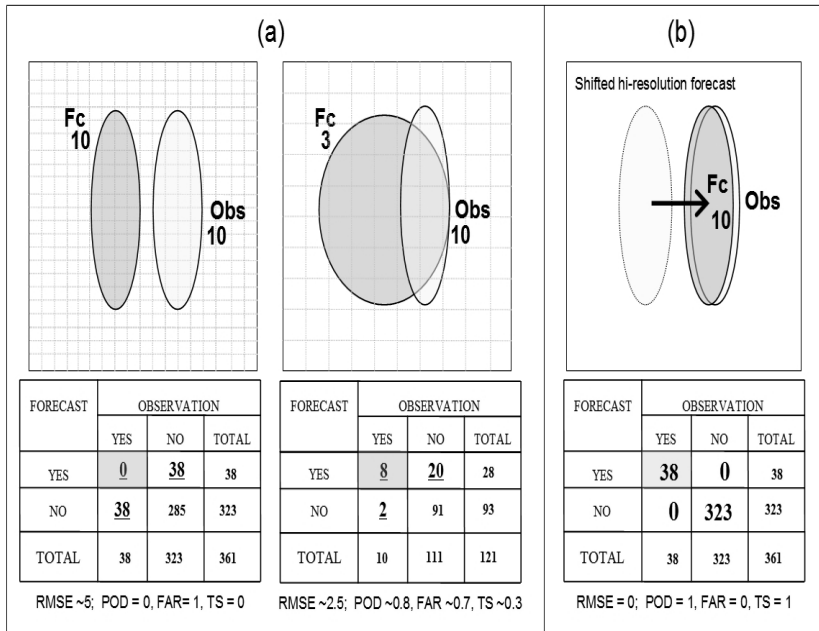 (a)
Fc
10
Obs
10
Fc
3
Obs
10
FORECAST OBSERVATION
YES NO TOTAL
YES 0 38 38
NO 38 285 323
TOTAL 38 323 361
RMSE ~5; POD = 0, FAR= 1, TS = 0
FORECAST OBSERVATION
YES NO TOTAL
YES 8 20 28
NO 2 91 93
TOTAL 10 111 121
RMSE ~2.5; POD ~0.8, FAR ~0.7, TS ~0.3
(b)
Shifted hi-resolution forecast
Fc
10
Obs
FORECAST OBSERVATION
YES NO TOTAL
YES 38 0 38
NO 0 323 323
TOTAL 38 323 361
RMSE = 0; POD = 1, FAR = 0, TS = 1